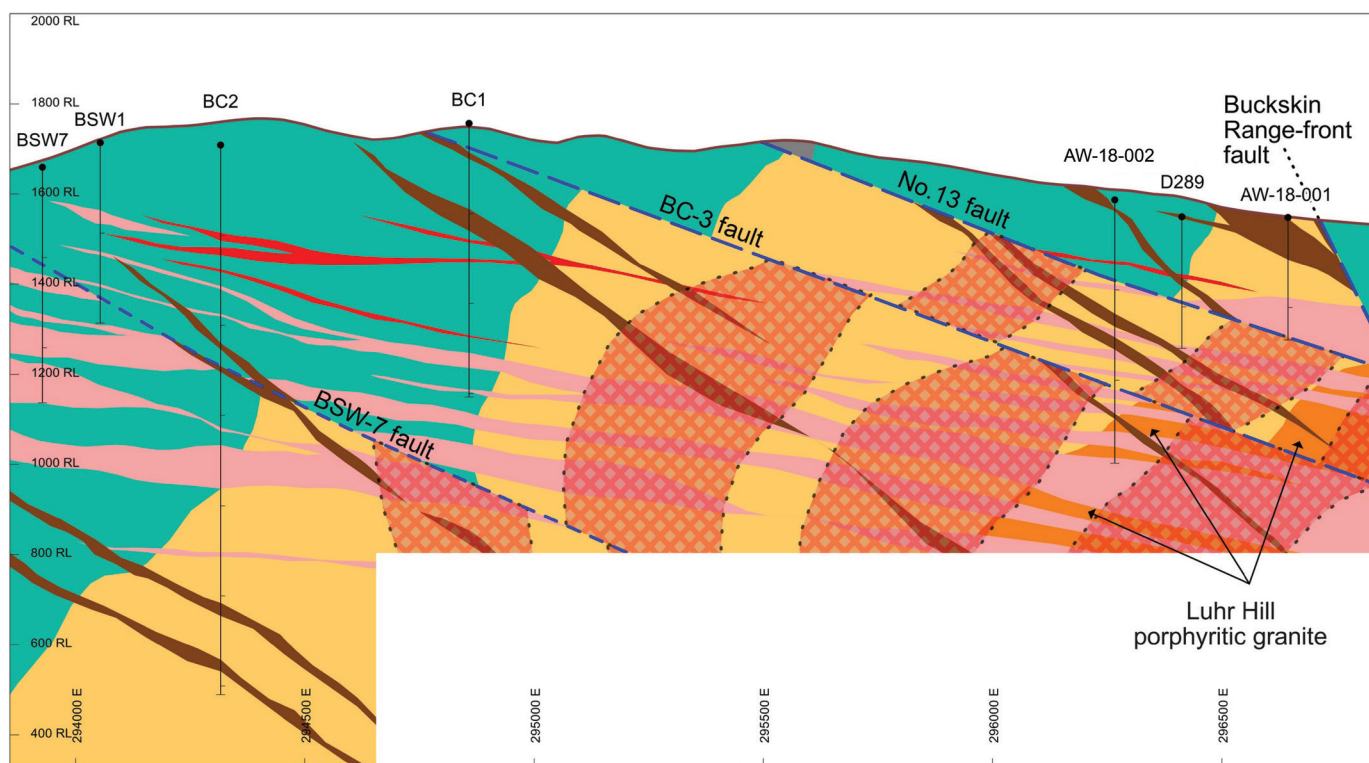 2000 RL
1800 RL
BSW7
BSW1
BC2
BC1
Buckskin
Range-front
fault
AW-18-002
D289
AW-18-001
1600 RL
BC-3 fault
No. 13 fault
1400 RL
1200 RL
BSW-7 fault
1000 RL
800 RL
Luhr Hill
porphyritic granite
600 RL
400 RL
294000 E
294500 E
295000 E
295500 E
296000 E
296500 E